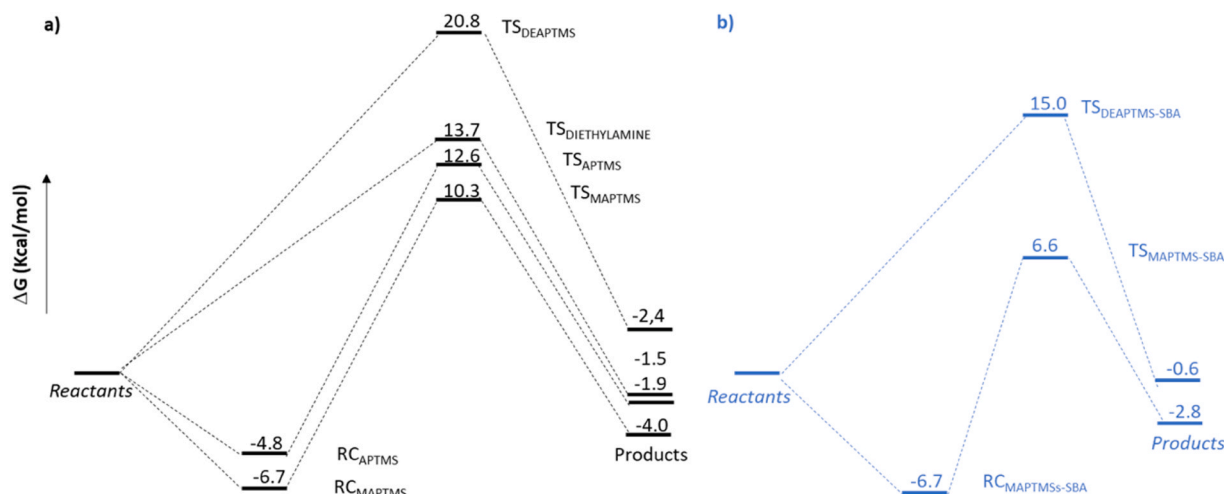 a)
20.8
TSDEAPTMS
13.7
TSDIETHYLAMINE
12.6
TSAPTMS
10.3
TSMAPTMS
ΔG (Kcal/mol)
-2,4
-1.5
-1.9
-4.0
Products
Reactants
-4.8
RCAPTMS
-6.7
RCMAPTMS
b)
15.0
TSDEAPTMS-SBA
6.6
TSMAPTMS-SBA
Reactants
-0.6
-2.8
Products
-6.7
RCMAPTMSs-SBA